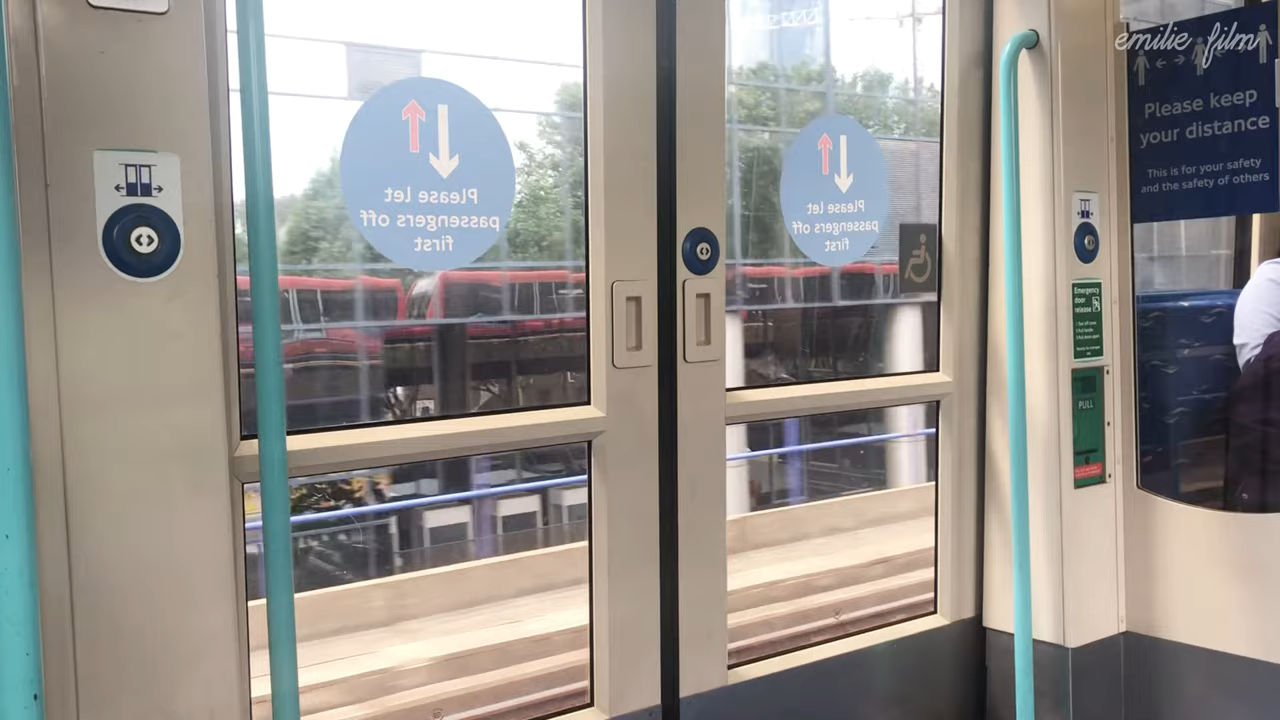 emilie film
Please keep
your distance
This is for your safety
and the safety of others
Please let
passengers off
first
Please let
passengers off
first
Emergency
door
release
PULL